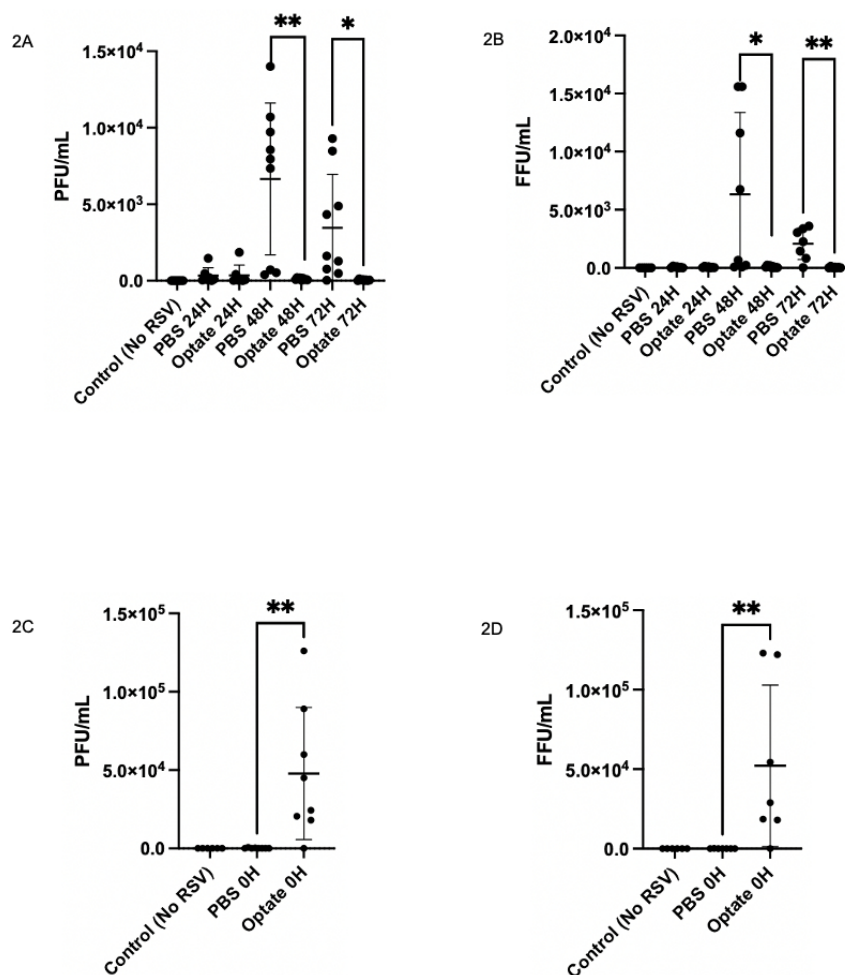 2A
PFU/mL
1.5×10⁴
1.0×10⁴
5.0×10³
0.0
**
*
Control (No RSV)
PBS 24H
Optate 24H
PBS 48H
Optate 48H
PBS 72H
Optate 72H
2B
FFU/mL
2.0×10⁴
1.5×10⁴
1.0×10⁴
5.0×10³
0.0
*
**
Control (No RSV)
PBS 24H
Optate 24H
PBS 48H
Optate 48H
PBS 72H
Optate 72H
2C
PFU/mL
1.5×10⁵
1.0×10⁵
5.0×10⁴
0.0
**
Control (No RSV)
PBS 0H
Optate 0H
2D
FFU/mL
1.5×10⁵
1.0×10⁵
5.0×10⁴
0.0
**
Control (No RSV)
PBS 0H
Optate 0H